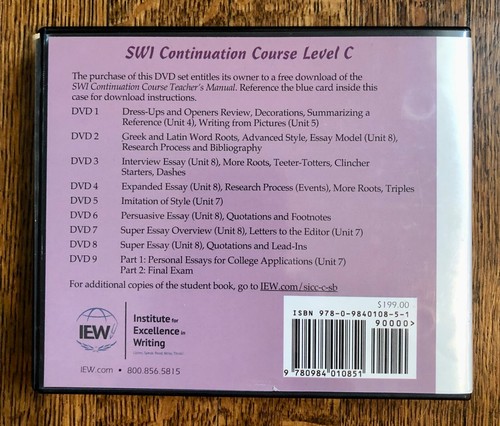 SWI Continuation Course Level C
The purchase of this DVD set entitles its owner to a free download of the
SWI Continuation Course Teacher's Manual. Reference the blue card inside this
case for download instructions.
DVD 1 Dress-Ups and Openers Review, Decorations, Summarizing a
Reference (Unit 4), Writing from Pictures (Unit 5)
DVD 2 Greek and Latin Word Roots, Advanced Style, Essay Model (Unit 8),
Research Process and Bibliography
DVD 3 Interview Essay (Unit 8), More Roots, Teeter-Totters, Clincher
Starters, Dashes
DVD 4 Expanded Essay (Unit 8), Research Process (Events), More Roots, Triples
DVD 5 Imitation of Style (Unit 7)
DVD 6 Persuasive Essay (Unit 8), Quotations and Footnotes
DVD 7 Super Essay Overview (Unit 8), Letters to the Editor (Unit 7)
DVD 8 Super Essay (Unit 8), Quotations and Lead-Ins
DVD 9 Part 1: Personal Essays for College Applications (Unit 7)
Part 2: Final Exam
For additional copies of the student book, go to IEW.com/sicc-c-sb
$199.00
ISBN 978-0-9840108-5-1
90000>
9 780984 010851
IEW
Institute for
Excellence in
Writing
Listen. Speak. Read. Write. Think!
IEW.com • 800.856.5815